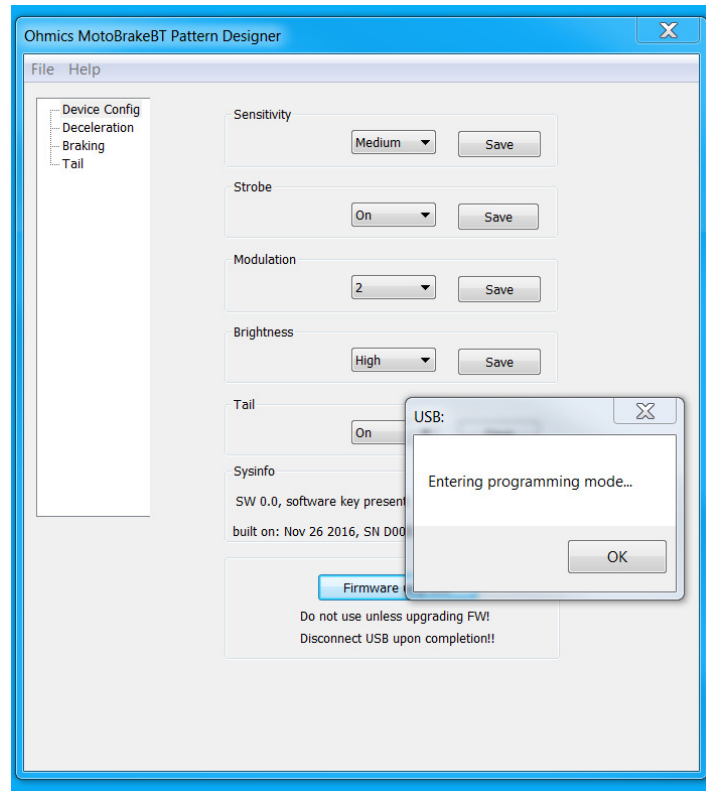 Ohmics MotoBrakeBT Pattern Designer
File Help
Device Config
Deceleration
Braking
Tail
Sensitivity
Medium
Save
Strobe
On
Save
Modulation
2
Save
Brightness
High
Save
Tail
On
USB:
Entering programming mode...
OK
Sysinfo
SW 0.0, software key present
built on: Nov 26 2016, SN D00
Firmware
Do not use unless upgrading FW!
Disconnect USB upon completion!!